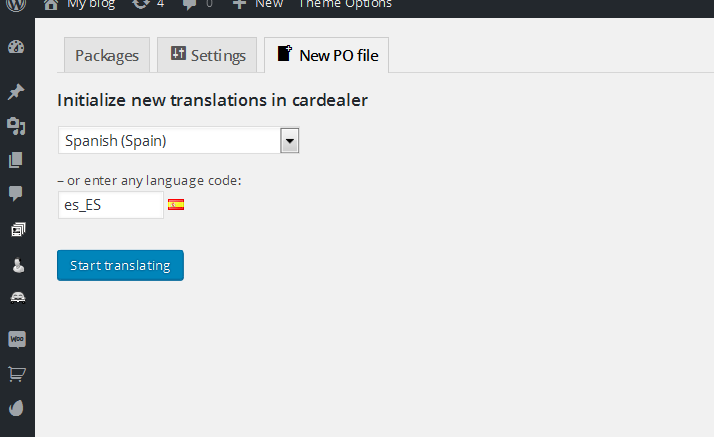 My blog 4 0 New Theme Options
Packages Settings New PO file
Initialize new translations in cardealer
Spanish (Spain)
– or enter any language code:
es_ES
Start translating
Woo